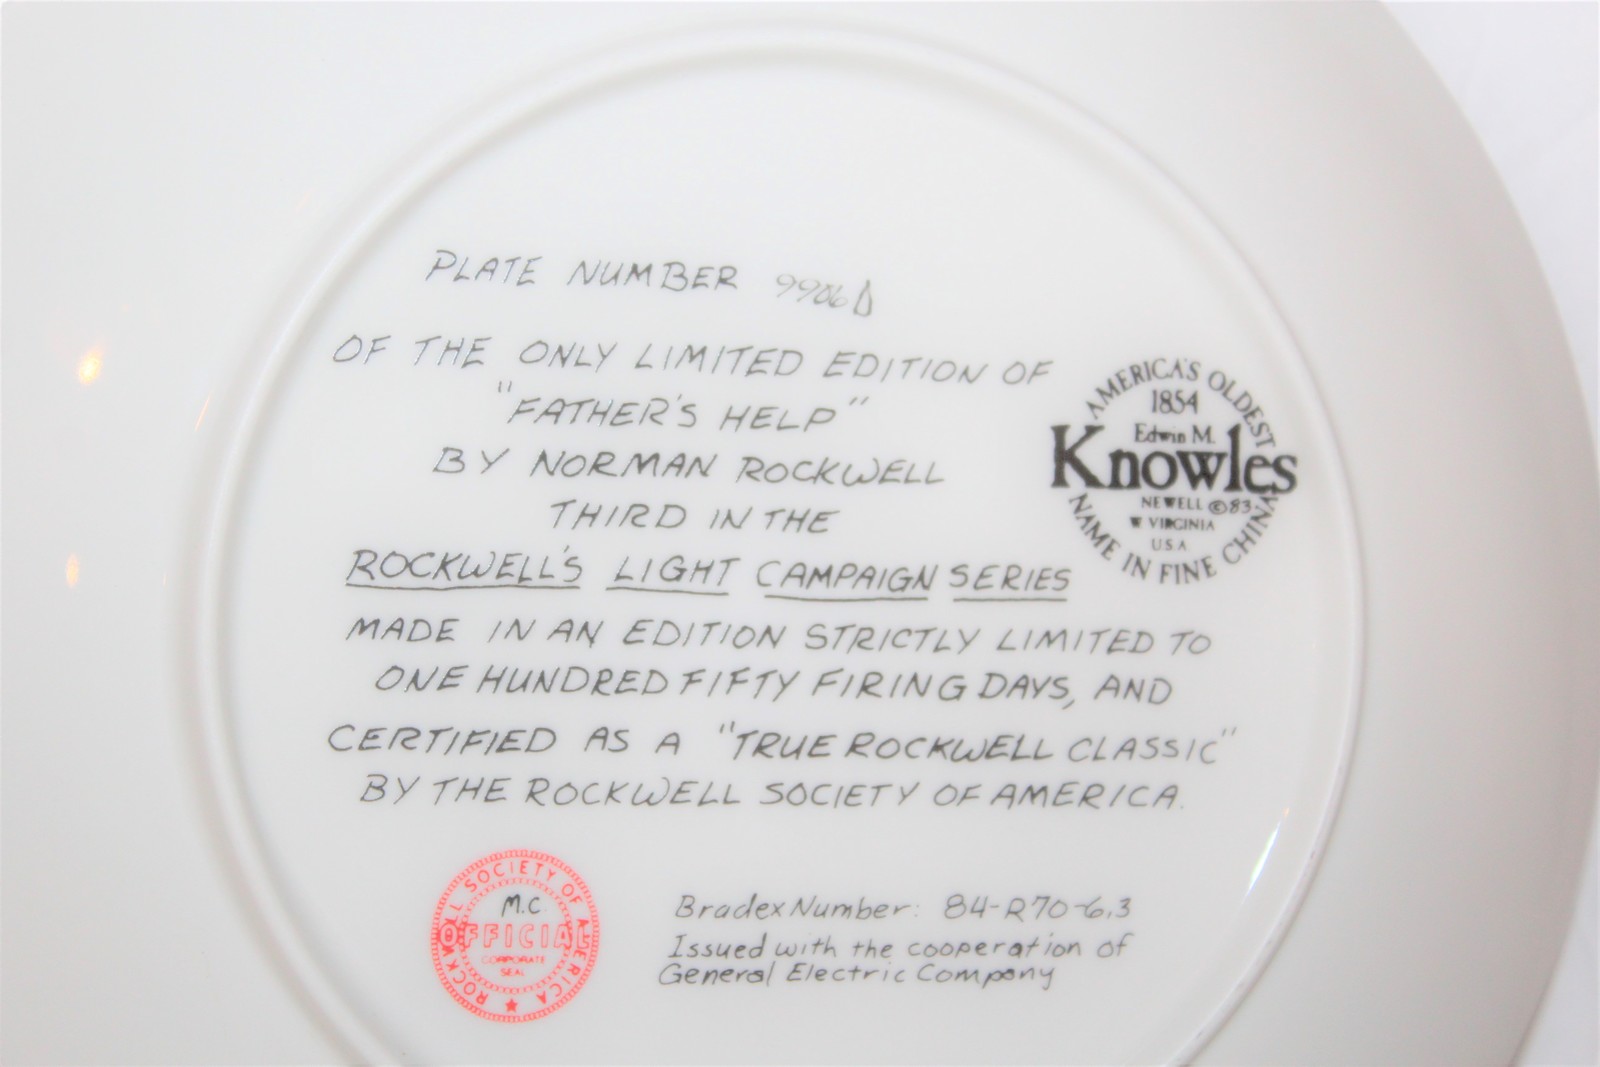 PLATE NUMBER 9906D
OF THE ONLY LIMITED EDITION OF
"FATHER'S HELP"
BY NORMAN ROCKWELL
THIRD IN THE
ROCKWELL'S LIGHT CAMPAIGN SERIES
MADE IN AN EDITION STRICTLY LIMITED TO
ONE HUNDRED FIFTY FIRING DAYS, AND
CERTIFIED AS A "TRUE ROCKWELL CLASSIC"
BY THE ROCKWELL SOCIETY OF AMERICA.
AMERICA'S OLDEST
1854
Edwin M.
Knowles
NEWELL ©83
W VIRGINIA
USA
NAME IN FINE CHINA
ROCKWELL SOCIETY OF AMERICA
M.C
OFFICIAL
CORPORATE
SEAL
Bradex Number: 84-R70-6.3
Issued with the cooperation of
General Electric Company